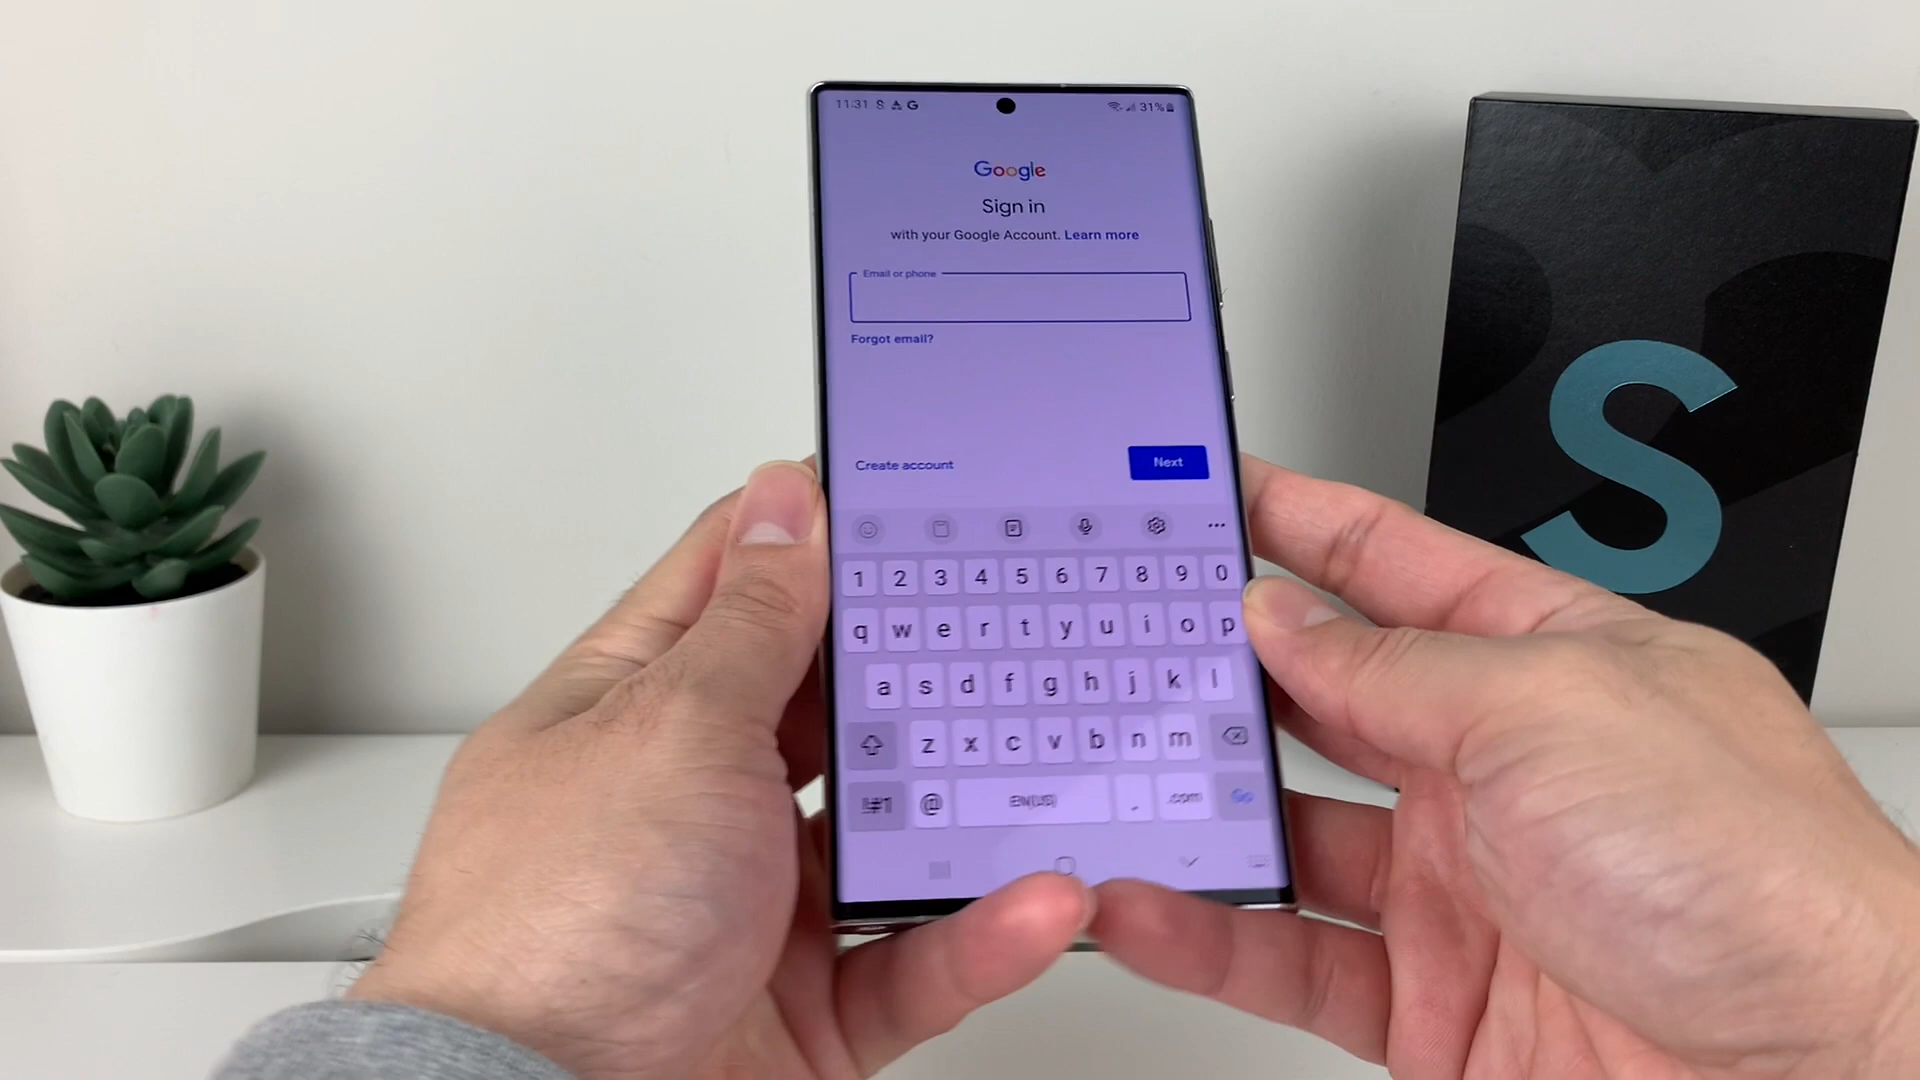 11:31 S G 31%
Google
Sign in
with your Google Account. Learn more
Email or phone
Forgot email?
Create account
Next
1 2 3 4 5 6 7 8 9 0
q w e r t y u i o p
a s d f g h j k l
z x c v b n m
!#1 @ EN(US) . .com Go
S